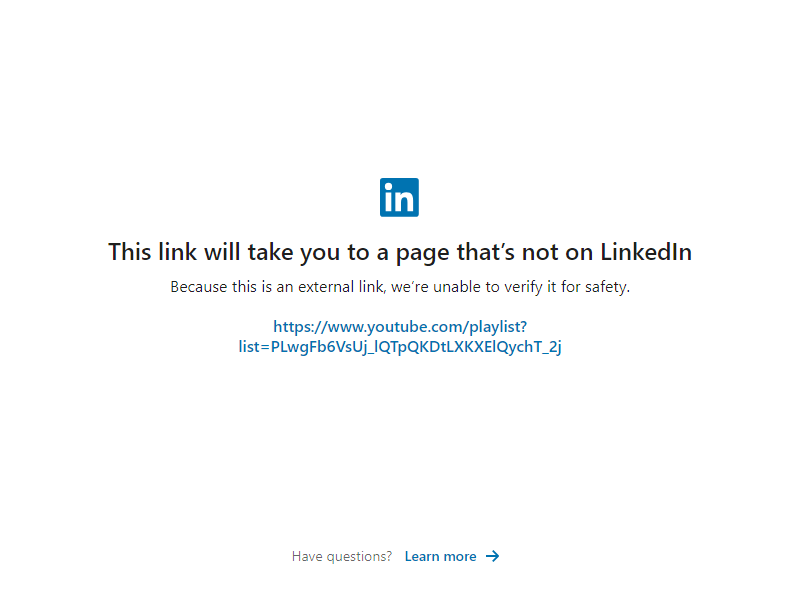 in
This link will take you to a page that’s not on LinkedIn
Because this is an external link, we’re unable to verify it for safety.
https://www.youtube.com/playlist?
list=PLwgFb6VsUj_lQTpQKDtLXKXElQychT_2j
Have questions? Learn more →